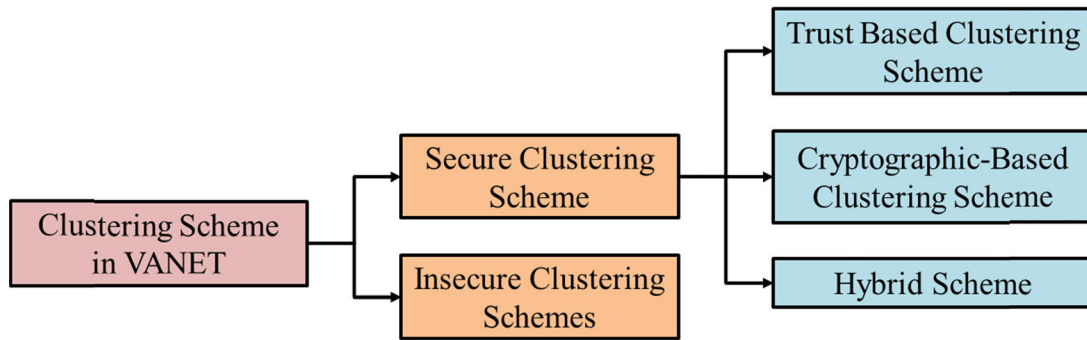 Clustering Scheme
in VANET
Secure Clustering
Scheme
Insecure Clustering
Schemes
Trust Based Clustering
Scheme
Cryptographic-Based
Clustering Scheme
Hybrid Scheme